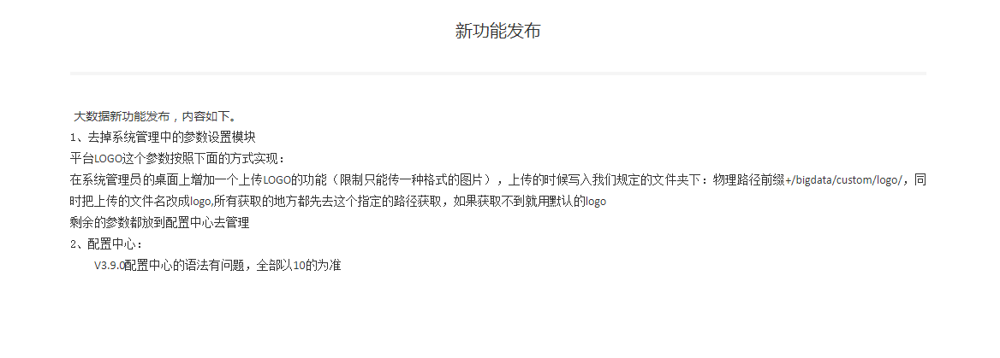 新功能发布
大数据新功能发布，内容如下。
1、去掉系统管理中的参数设置模块
平台LOGO这个参数按照下面的方式实现：
在系统管理员的桌面上增加一个上传LOGO的功能（限制只能传一种格式的图片），上传的时候写入我们规定的文件夹下：物理路径前缀+/bigdata/custom/logo/，同
时把上传的文件名改成logo,所有获取的地方都先去这个指定的路径获取，如果获取不到就用默认的logo
剩余的参数都放到配置中心去管理
2、配置中心：
V3.9.0配置中心的语法有问题，全部以10的为准